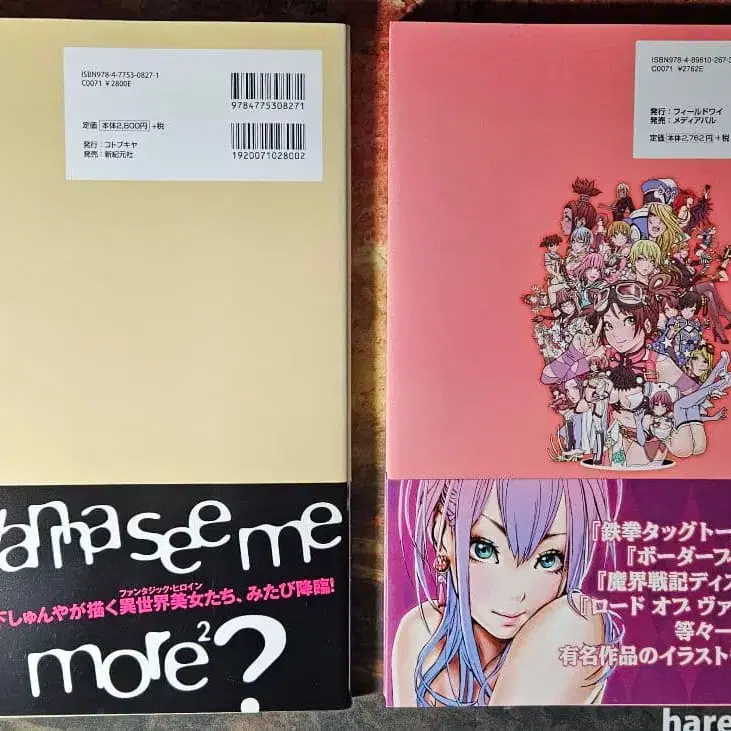 ISBN978-4-7753-0827-1
C0071 ￥2800E
9784775308271
定価 本体2,800円 +税
発行：コトブキヤ
発売：新紀元社
1920071028002
anna see me
下しゅんやが描く異世界美女たち、みたび降臨!
ファンタジック・ヒロイン
more²?
ISBN978-4-89610-267-3
C0071 ￥2762E
発行：フィールドワイ
発売：メディアパル
定価 本体2,762円 +税
『鉄拳タッグトー
『ボーダーブ
『魔界戦記ディス
『ロード オブ ヴァ
等々一
有名作品のイラスト
hare